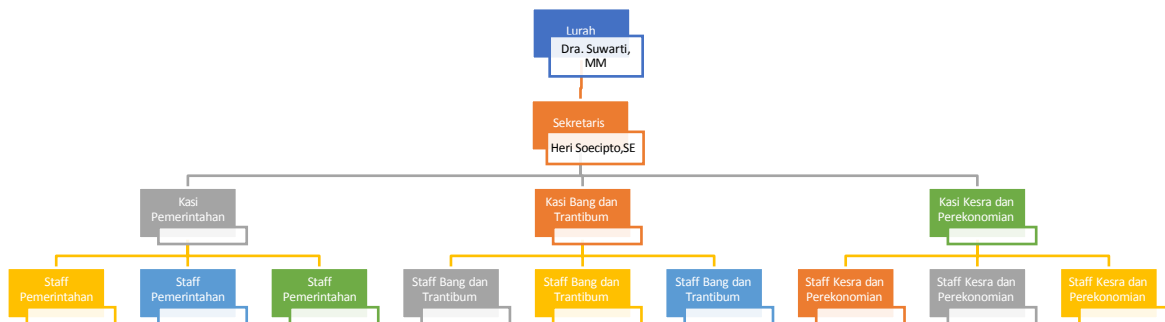 Lurah
Dra. Suwarti,
MM
Sekretaris
Heri Soecipto,SE
Kasi
Pemerintahan
Kasi Bang dan
Trantibum
Kasi Kesra dan
Perekonomian
Staff
Pemerintahan
Staff
Pemerintahan
Staff
Pemerintahan
Staff Bang dan
Trantibum
Staff Bang dan
Trantibum
Staff Bang dan
Trantibum
Staff Kesra dan
Perekonomian
Staff Kesra dan
Perekonomian
Staff Kesra dan
Perekonomian